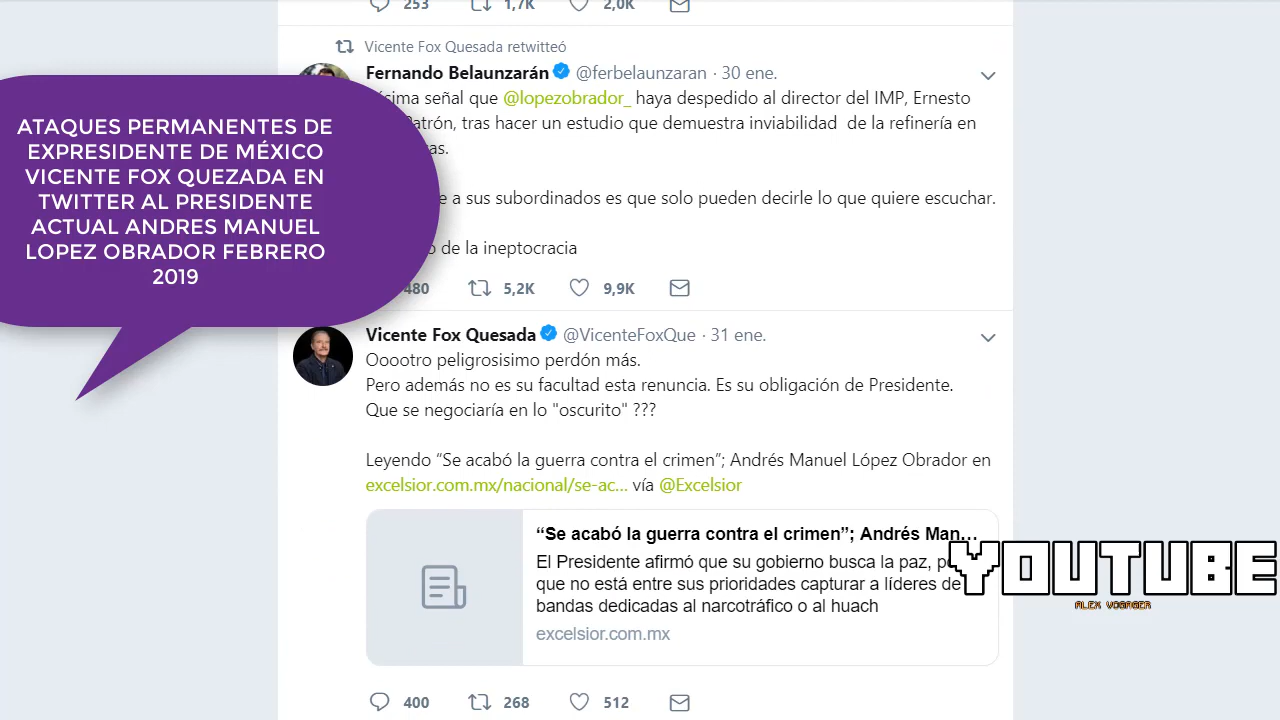 253 1,7K 2,0K
Vicente Fox Quesada retwitteó
Fernando Belaunzarán @ferbelaunzaran · 30 ene.
señal que @lopezobrador_ haya despedido al director del IMP, Ernesto
tras hacer un estudio que demuestra inviabilidad de la refinería en
a sus subordinados es que solo pueden decirle lo que quiere escuchar.
de la ineptocracia
480 5,2K 9,9K
ATAQUES PERMANENTES DE
EXPRESIDENTE DE MÉXICO
VICENTE FOX QUEZADA EN
TWITTER AL PRESIDENTE
ACTUAL ANDRES MANUEL
LOPEZ OBRADOR FEBRERO
2019
Vicente Fox Quesada @VicenteFoxQue · 31 ene.
Ooootro peligrosisimo perdón más.
Pero además no es su facultad esta renuncia. Es su obligación de Presidente.
Que se negociaría en lo "oscurito" ???
Leyendo “Se acabó la guerra contra el crimen”; Andrés Manuel López Obrador en
excelsior.com.mx/nacional/se-ac... vía @Excelsior
“Se acabó la guerra contra el crimen”; Andrés Man...
El Presidente afirmó que su gobierno busca la paz,
que no está entre sus prioridades capturar a líderes de
bandas dedicadas al narcotráfico o al huach
excelsior.com.mx
YOUTUBE
ALEX VOGAGER
400 268 512